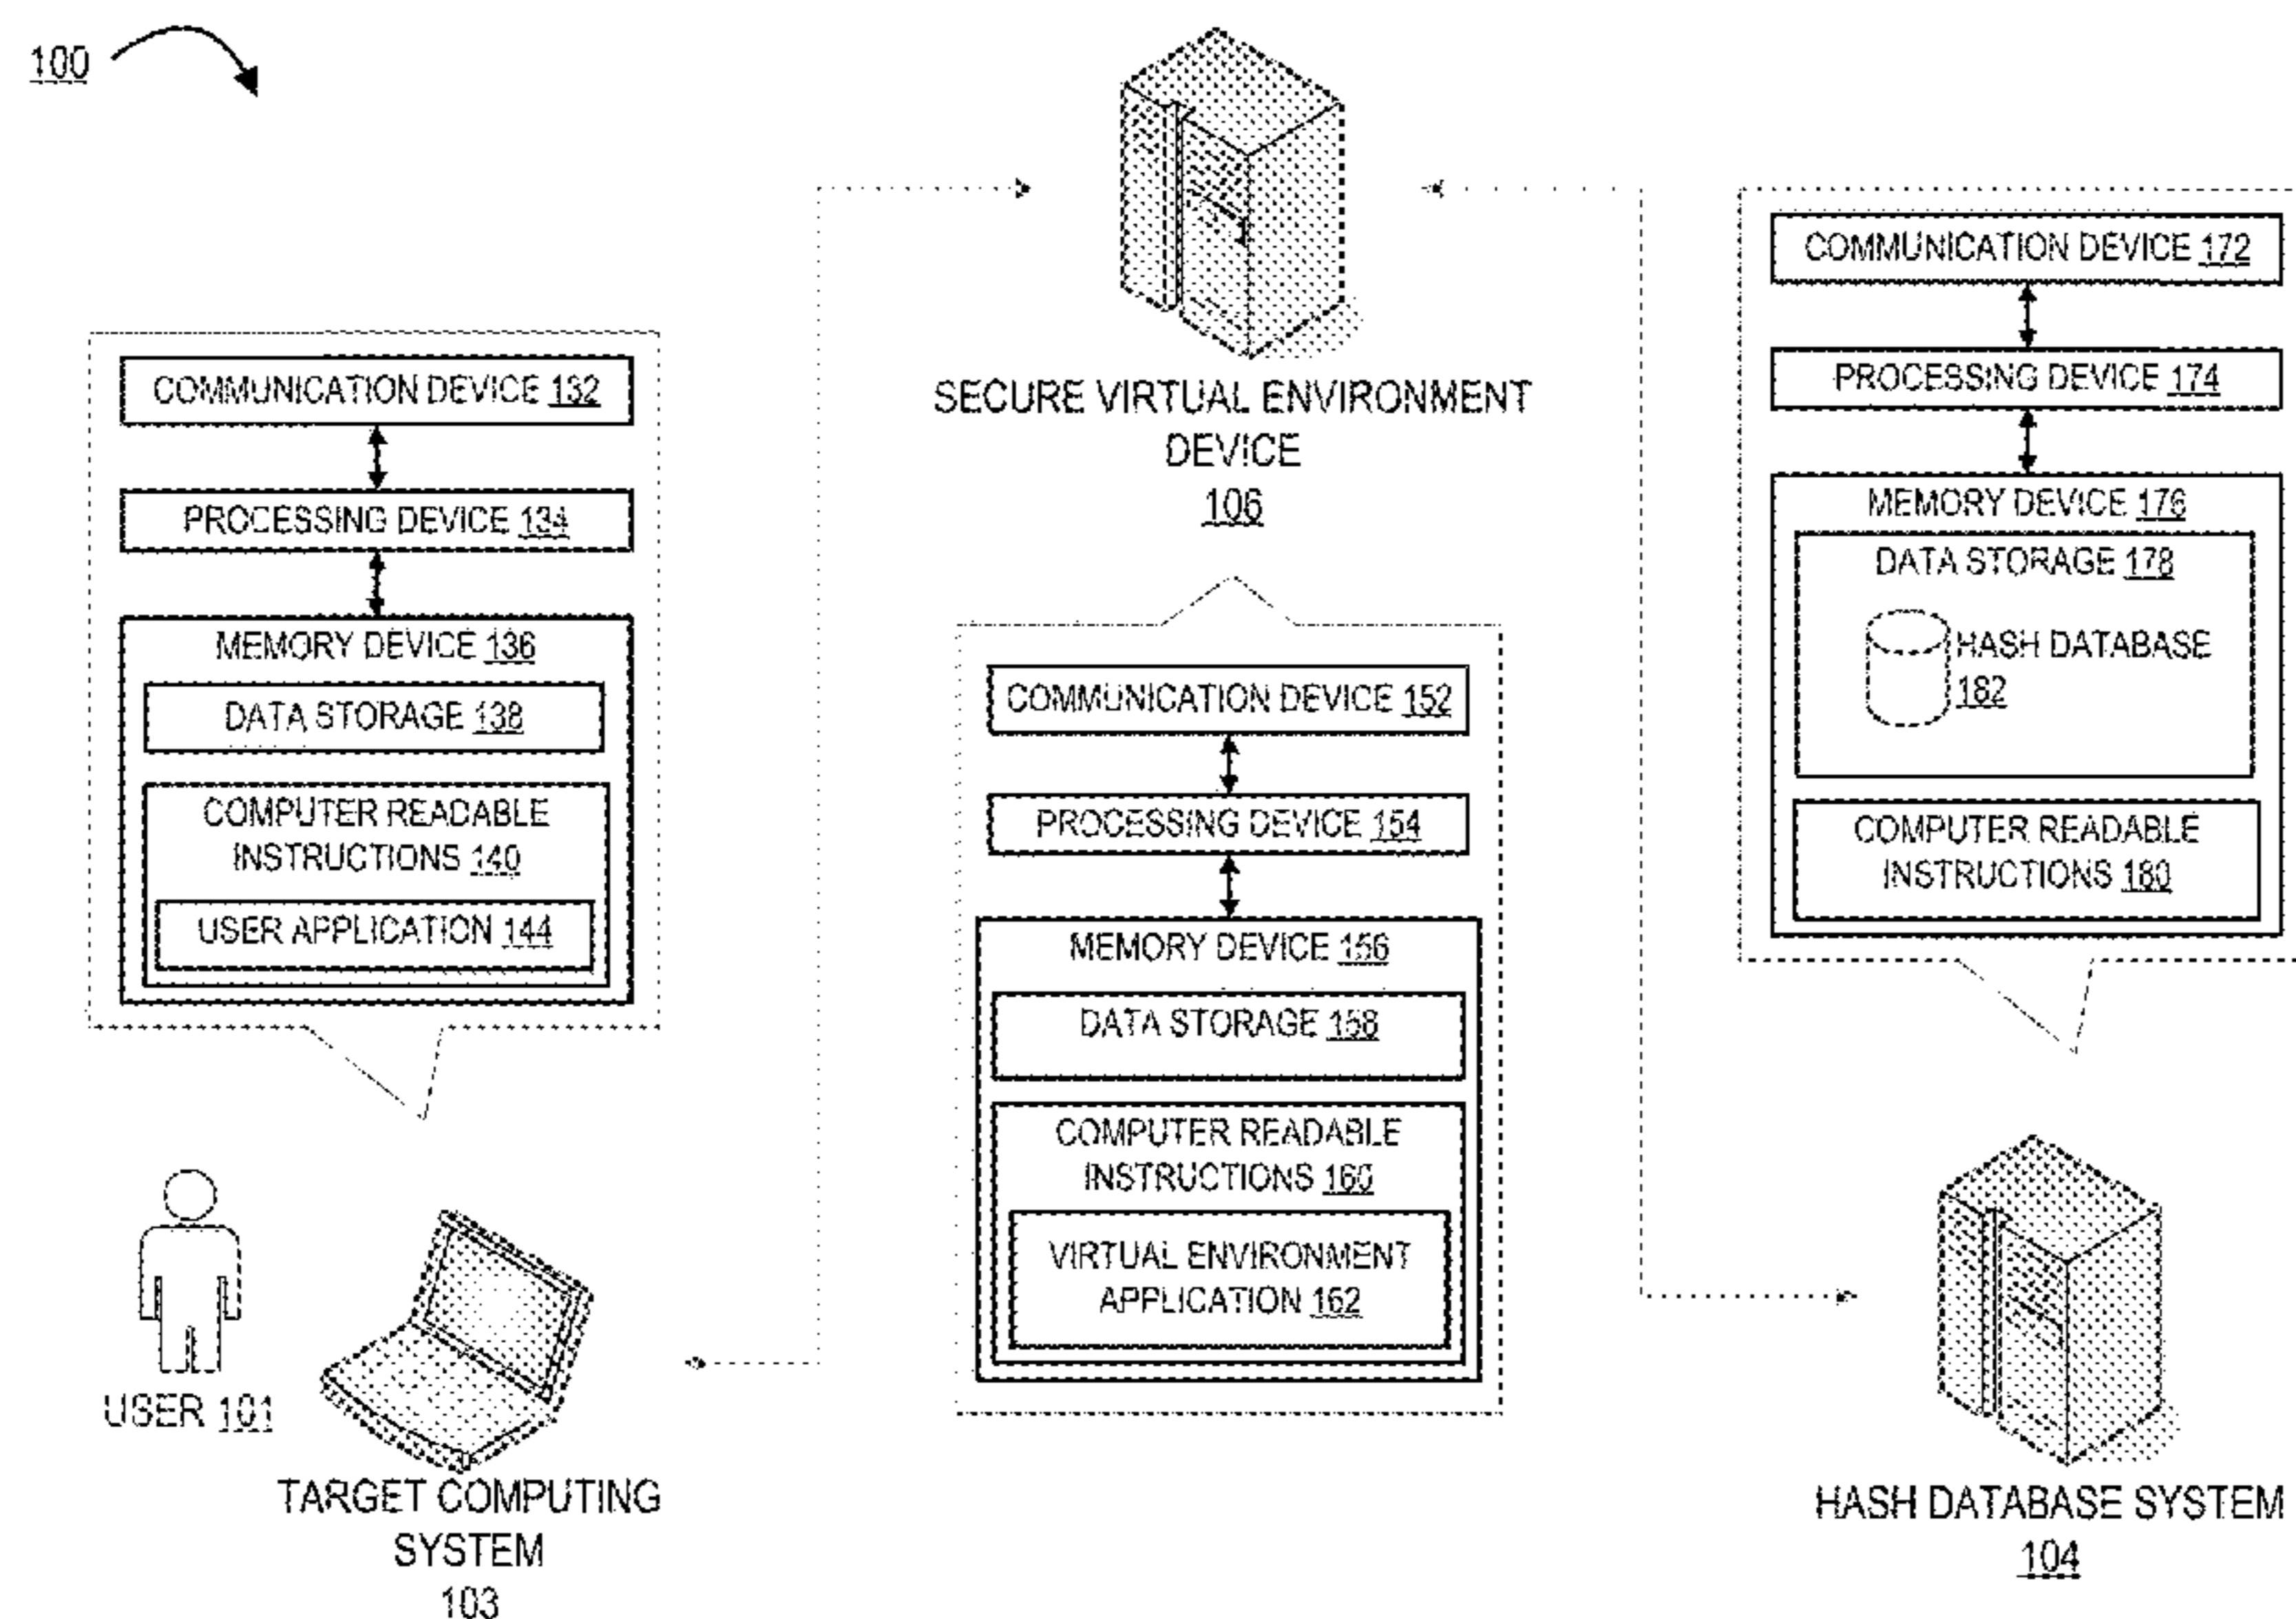 100
COMMUNICATION DEVICE 132
PROCESSING DEVICE 134
MEMORY DEVICE 136
DATA STORAGE 138
COMPUTER READABLE
INSTRUCTIONS 140
USER APPLICATION 144
USER 101
TARGET COMPUTING
SYSTEM
103
SECURE VIRTUAL ENVIRONMENT
DEVICE
106
COMMUNICATION DEVICE 152
PROCESSING DEVICE 154
MEMORY DEVICE 156
DATA STORAGE 158
COMPUTER READABLE
INSTRUCTIONS 160
VIRTUAL ENVIRONMENT
APPLICATION 162
COMMUNICATION DEVICE 172
PROCESSING DEVICE 174
MEMORY DEVICE 176
DATA STORAGE 178
HASH DATABASE
182
COMPUTER READABLE
INSTRUCTIONS 180
HASH DATABASE SYSTEM
104